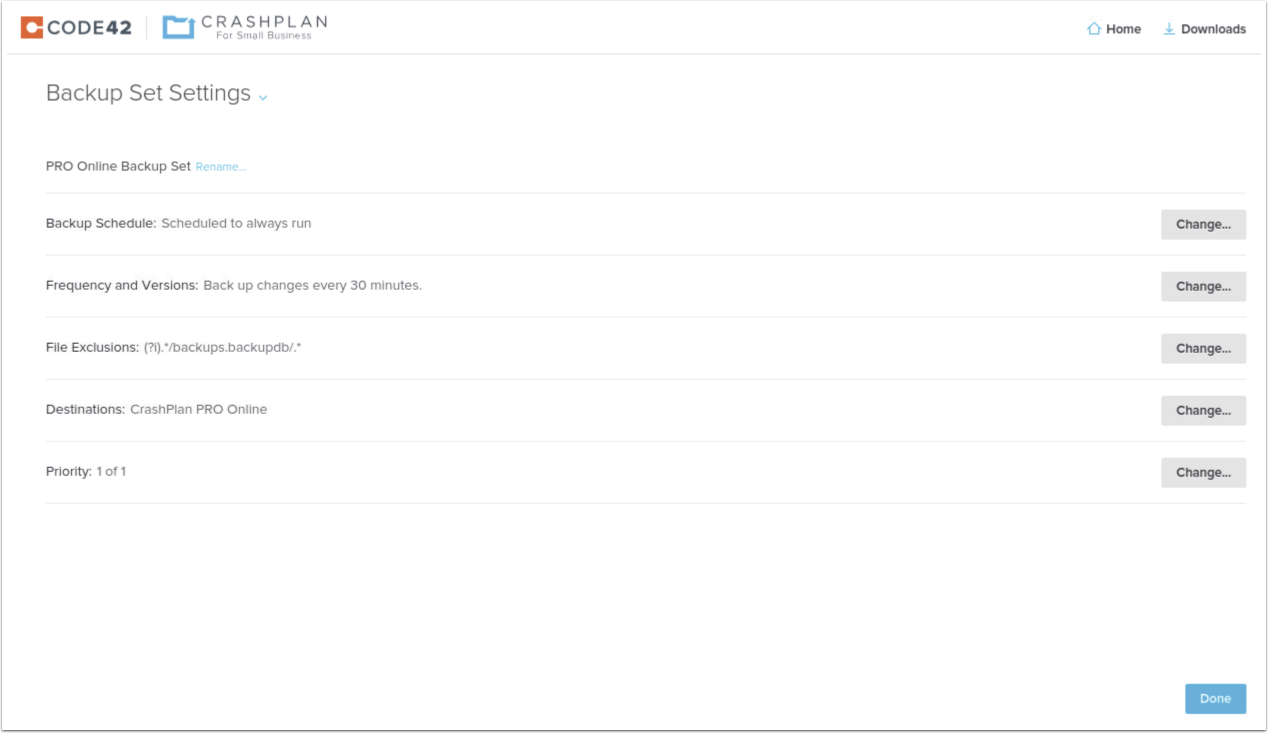 CODE42
CRASHPLAN
For Small Business
Home
Downloads
Backup Set Settings
PRO Online Backup Set Rename...
Backup Schedule: Scheduled to always run
Change...
Frequency and Versions: Back up changes every 30 minutes.
Change...
File Exclusions: (?i).*/backups.backupdb/.*
Change...
Destinations: CrashPlan PRO Online
Change...
Priority: 1 of 1
Change...
Done